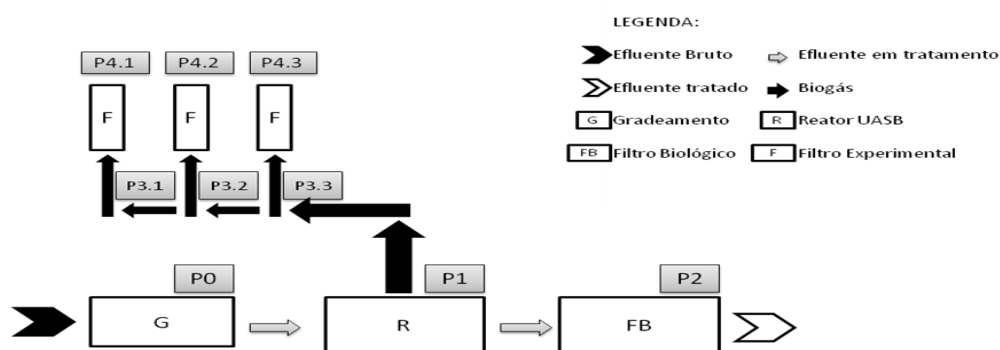 LEGENDA:
Efluente Bruto
Efluente em tratamento
Efluente tratado
Biogás
G Gradeamento
R Reator UASB
FB Filtro Biológico
F Filtro Experimental
P4.1 P4.2 P4.3
F F F
P3.1 P3.2 P3.3
P0 P1 P2
G R FB